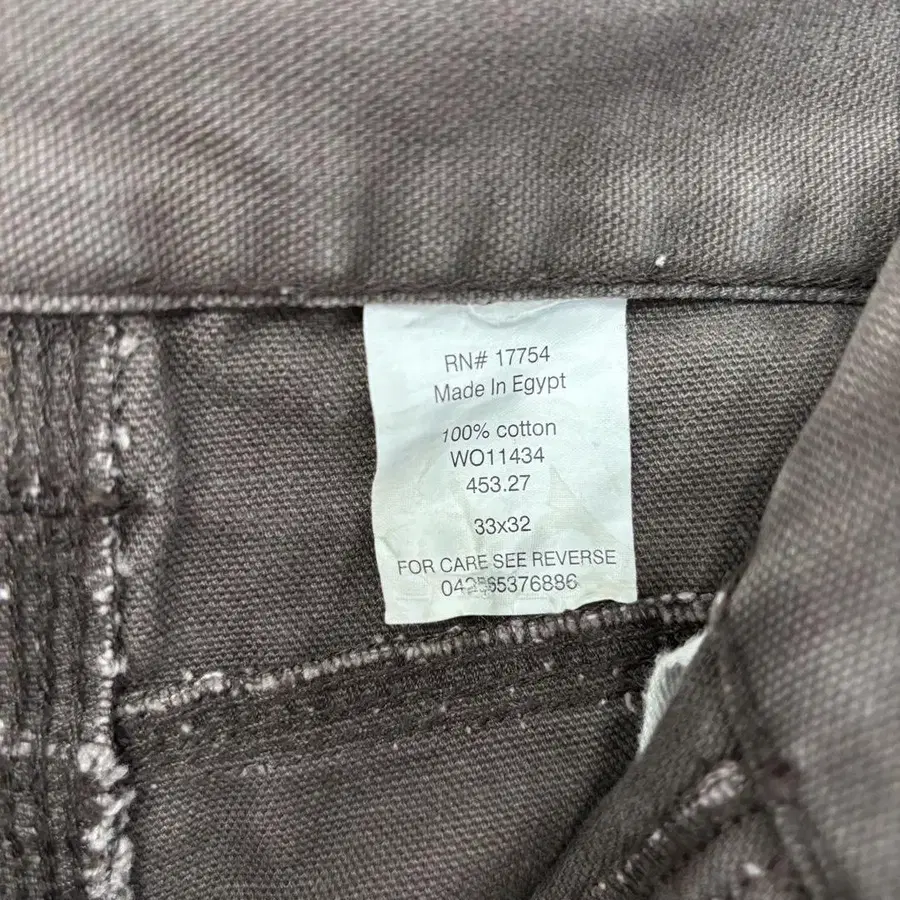 RN# 17754
Made In Egypt
100% cotton
WO11434
453.27
33x32
FOR CARE SEE REVERSE